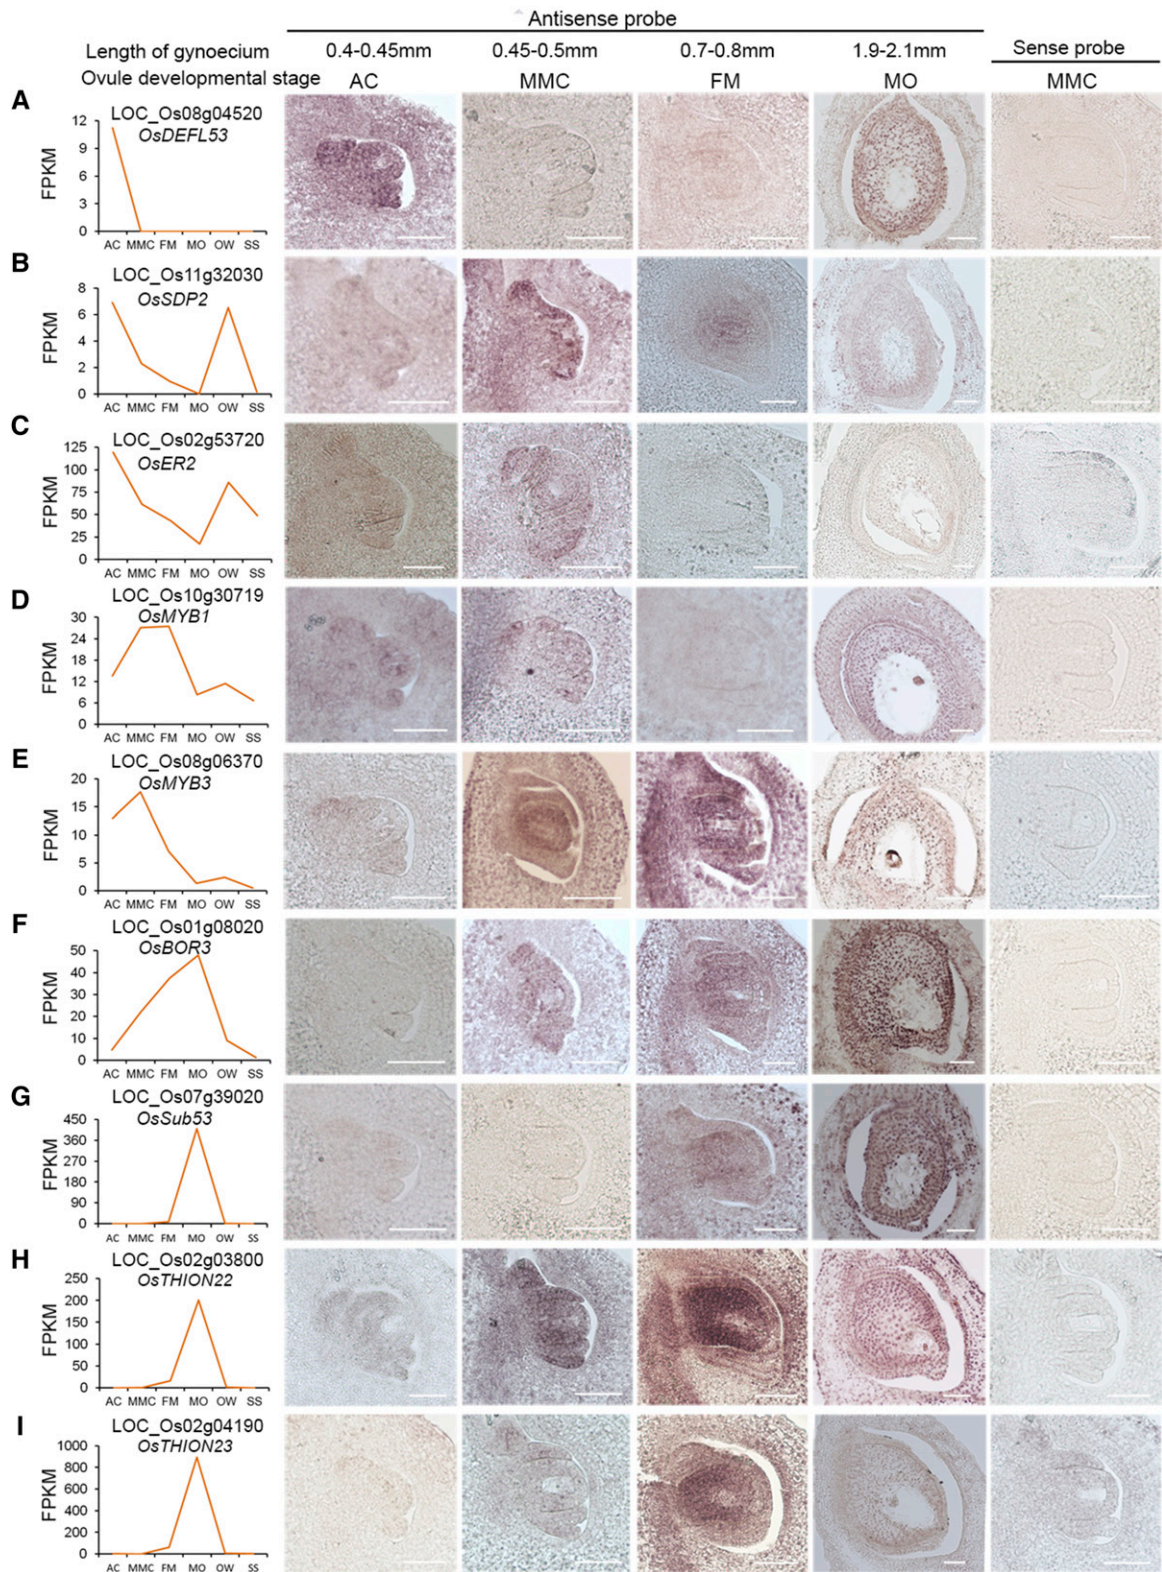 Antisense probe
Length of gynoecium 0.4-0.45mm 0.45-0.5mm 0.7-0.8mm 1.9-2.1mm Sense probe
Ovule developmental stage AC MMC FM MO MMC
A
LOC_Os08g04520
OsDEFL53
FPKM
12
9
6
3
0
AC MMC FM MO OW SS
B
LOC_Os11g32030
OsSDP2
FPKM
8
6
4
2
0
AC MMC FM MO OW SS
C
LOC_Os02g53720
OsER2
FPKM
125
100
75
50
25
0
AC MMC FM MO OW SS
D
LOC_Os10g30719
OsMYB1
FPKM
30
24
18
12
6
0
AC MMC FM MO OW SS
E
LOC_Os08g06370
OsMYB3
FPKM
20
15
10
5
0
AC MMC FM MO OW SS
F
LOC_Os01g08020
OsBOR3
FPKM
50
40
30
20
10
0
AC MMC FM MO OW SS
G
LOC_Os07g39020
OsSub53
FPKM
450
360
270
180
90
0
AC MMC FM MO OW SS
H
LOC_Os02g03800
OsTHION22
FPKM
250
200
150
100
50
0
AC MMC FM MO OW SS
I
LOC_Os02g04190
OsTHION23
FPKM
1000
800
600
400
200
0
AC MMC FM MO OW SS